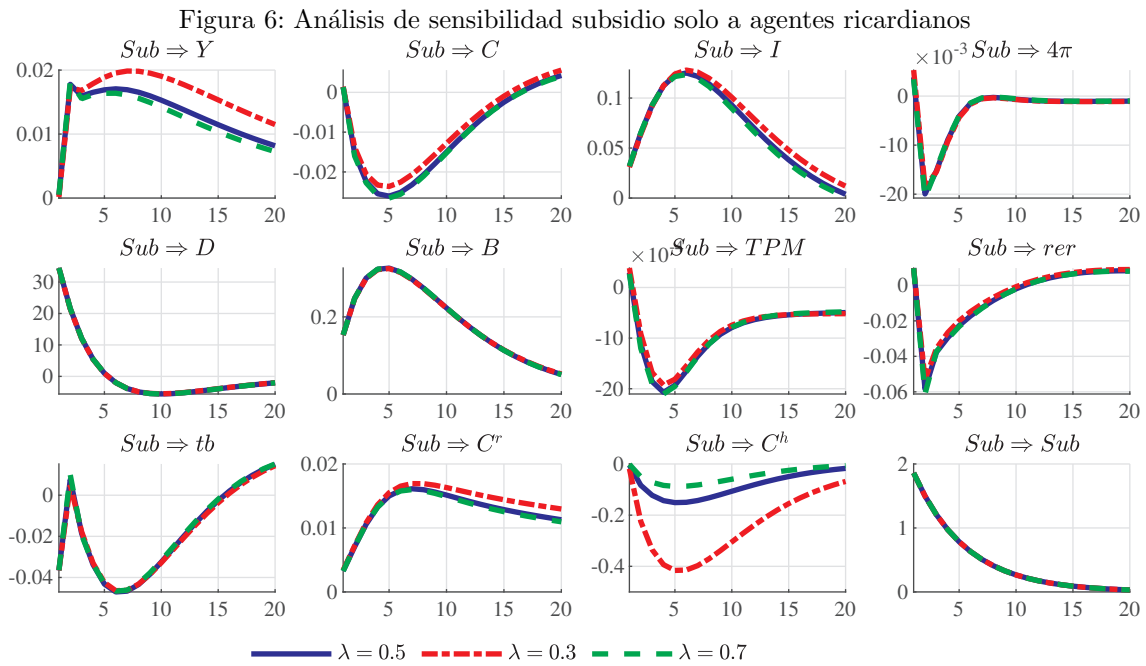 Figura 6: Análisis de sensibilidad subsidio solo a agentes ricardianos
Sub ⇒ Y
Sub ⇒ C
Sub ⇒ I
×10⁻³ Sub ⇒ 4π
0.02
0.01
0
5 10 15 20
0
-0.01
-0.02
5 10 15 20
0.1
0.05
0
5 10 15 20
0
-10
-20
5 10 15 20
Sub ⇒ D
Sub ⇒ B
Sub ⇒ TPM
Sub ⇒ rer
30
20
10
0
5 10 15 20
0.2
0
5 10 15 20
×10
0
-10
-20
5 10 15 20
0
-0.02
-0.04
-0.06
5 10 15 20
Sub ⇒ tb
Sub ⇒ Cʳ
Sub ⇒ Cʰ
Sub ⇒ Sub
0
-0.02
-0.04
5 10 15 20
0.02
0.01
0
5 10 15 20
0
-0.2
-0.4
5 10 15 20
2
1
0
5 10 15 20
λ = 0.5 λ = 0.3 λ = 0.7